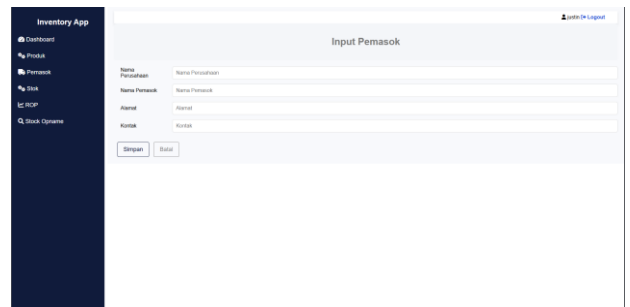 Inventory App
justin Logout
Dashboard
Produk
Pemasok
Stok
ROP
Stock Opname
Input Pemasok
Nama
Perusahaan
Nama Perusahaan
Nama Pemasok
Nama Pemasok
Alamat
Alamat
Kontak
Kontak
Simpan
Batal